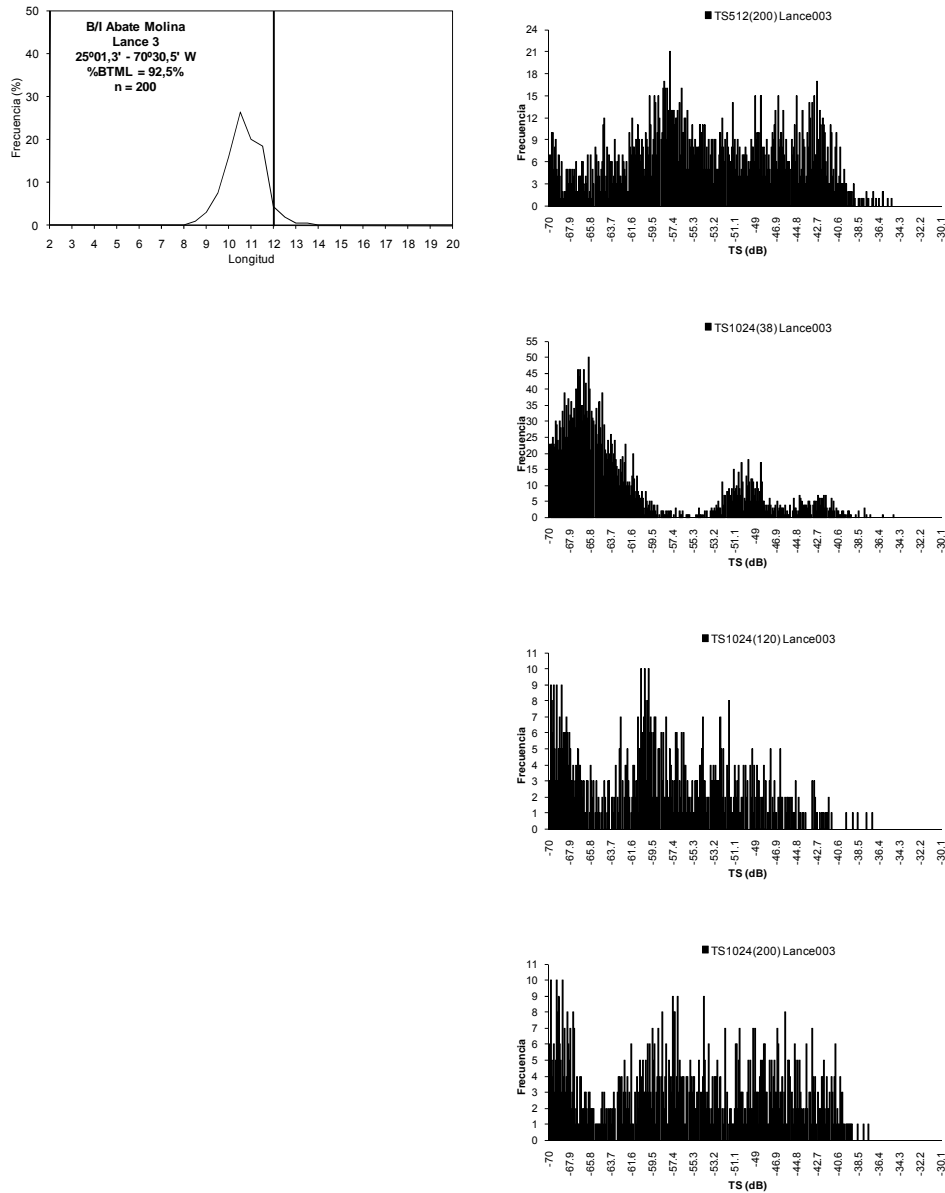 50
40
30
20
10
0
Frecuencia (%)
B/I Abate Molina
Lance 3
25º01,3' - 70º30,5' W
%BTML = 92,5%
n = 200
2 3 4 5 6 7 8 9 10 11 12 13 14 15 16 17 18 19 20
Longitud
TS512(200) Lance003
24
21
18
15
12
9
6
3
0
Frecuencia
-70 -67.9 -65.8 -63.7 -61.6 -59.5 -57.4 -55.3 -53.2 -51.1 -49 -46.9 -44.8 -42.7 -40.6 -38.5 -36.4 -34.3 -32.2 -30.1
TS (dB)
TS1024(38) Lance003
55
50
45
40
35
30
25
20
15
10
5
0
Frecuencia
-70 -67.9 -65.8 -63.7 -61.6 -59.5 -57.4 -55.3 -53.2 -51.1 -49 -46.9 -44.8 -42.7 -40.6 -38.5 -36.4 -34.3 -32.2 -30.1
TS (dB)
TS1024(120) Lance003
11
10
9
8
7
6
5
4
3
2
1
0
Frecuencia
-70 -67.9 -65.8 -63.7 -61.6 -59.5 -57.4 -55.3 -53.2 -51.1 -49 -46.9 -44.8 -42.7 -40.6 -38.5 -36.4 -34.3 -32.2 -30.1
TS (dB)
TS1024(200) Lance003
11
10
9
8
7
6
5
4
3
2
1
0
Frecuencia
-70 -67.9 -65.8 -63.7 -61.6 -59.5 -57.4 -55.3 -53.2 -51.1 -49 -46.9 -44.8 -42.7 -40.6 -38.5 -36.4 -34.3 -32.2 -30.1
TS (dB)